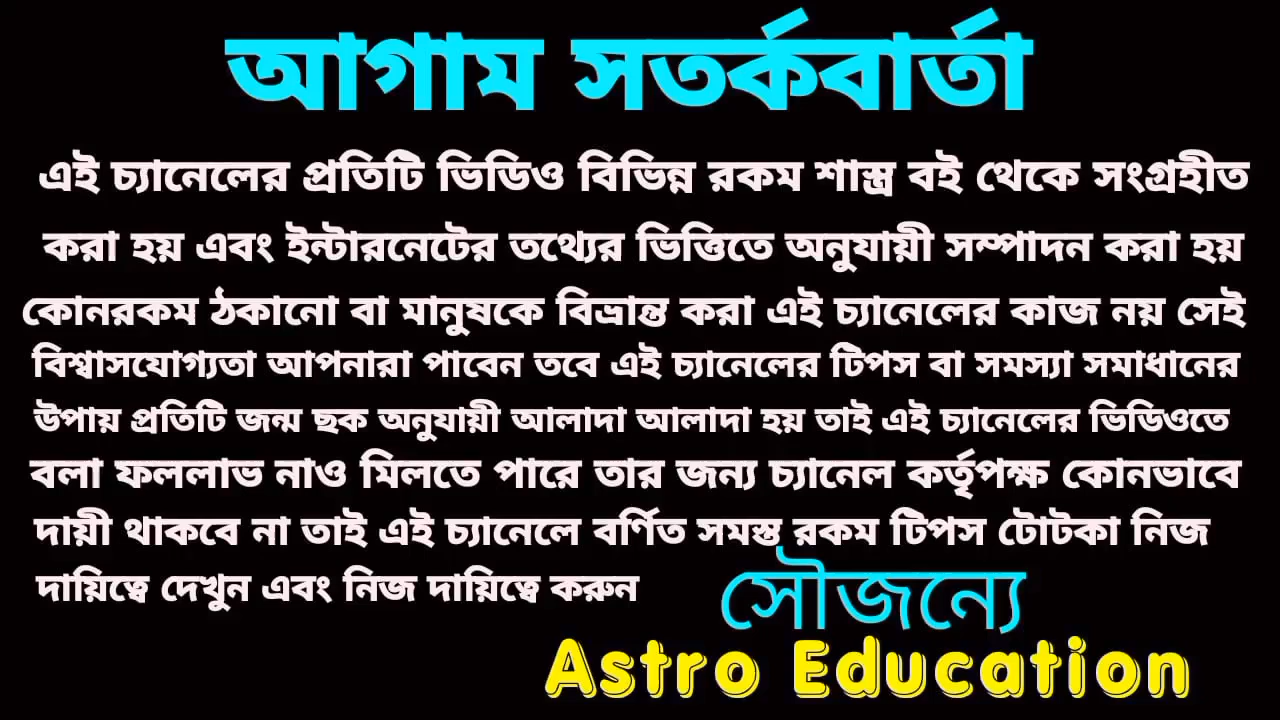 আগাম সতর্কবার্তা
এই চ্যানেলের প্রতিটি ভিডিও বিভিন্ন রকম শাস্ত্র বই থেকে সংগ্রহীত
করা হয় এবং ইন্টারনেটের তথ্যের ভিত্তিতে অনুযায়ী সম্পাদন করা হয়
কোনরকম ঠকানো বা মানুষকে বিভ্রান্ত করা এই চ্যানেলের কাজ নয় সেই
বিশ্বাসযোগ্যতা আপনারা পাবেন তবে এই চ্যানেলের টিপস বা সমস্যা সমাধানের
উপায় প্রতিটি জন্ম ছক অনুযায়ী আলাদা আলাদা হয় তাই এই চ্যানেলের ভিডিওতে
বলা ফললাভ নাও মিলতে পারে তার জন্য চ্যানেল কর্তৃপক্ষ কোনভাবে
দায়ী থাকবে না তাই এই চ্যানেলে বর্ণিত সমস্ত রকম টিপস টোটকা নিজ
দায়িত্বে দেখুন এবং নিজ দায়িত্বে করুন
সৌজন্যে
Astro Education